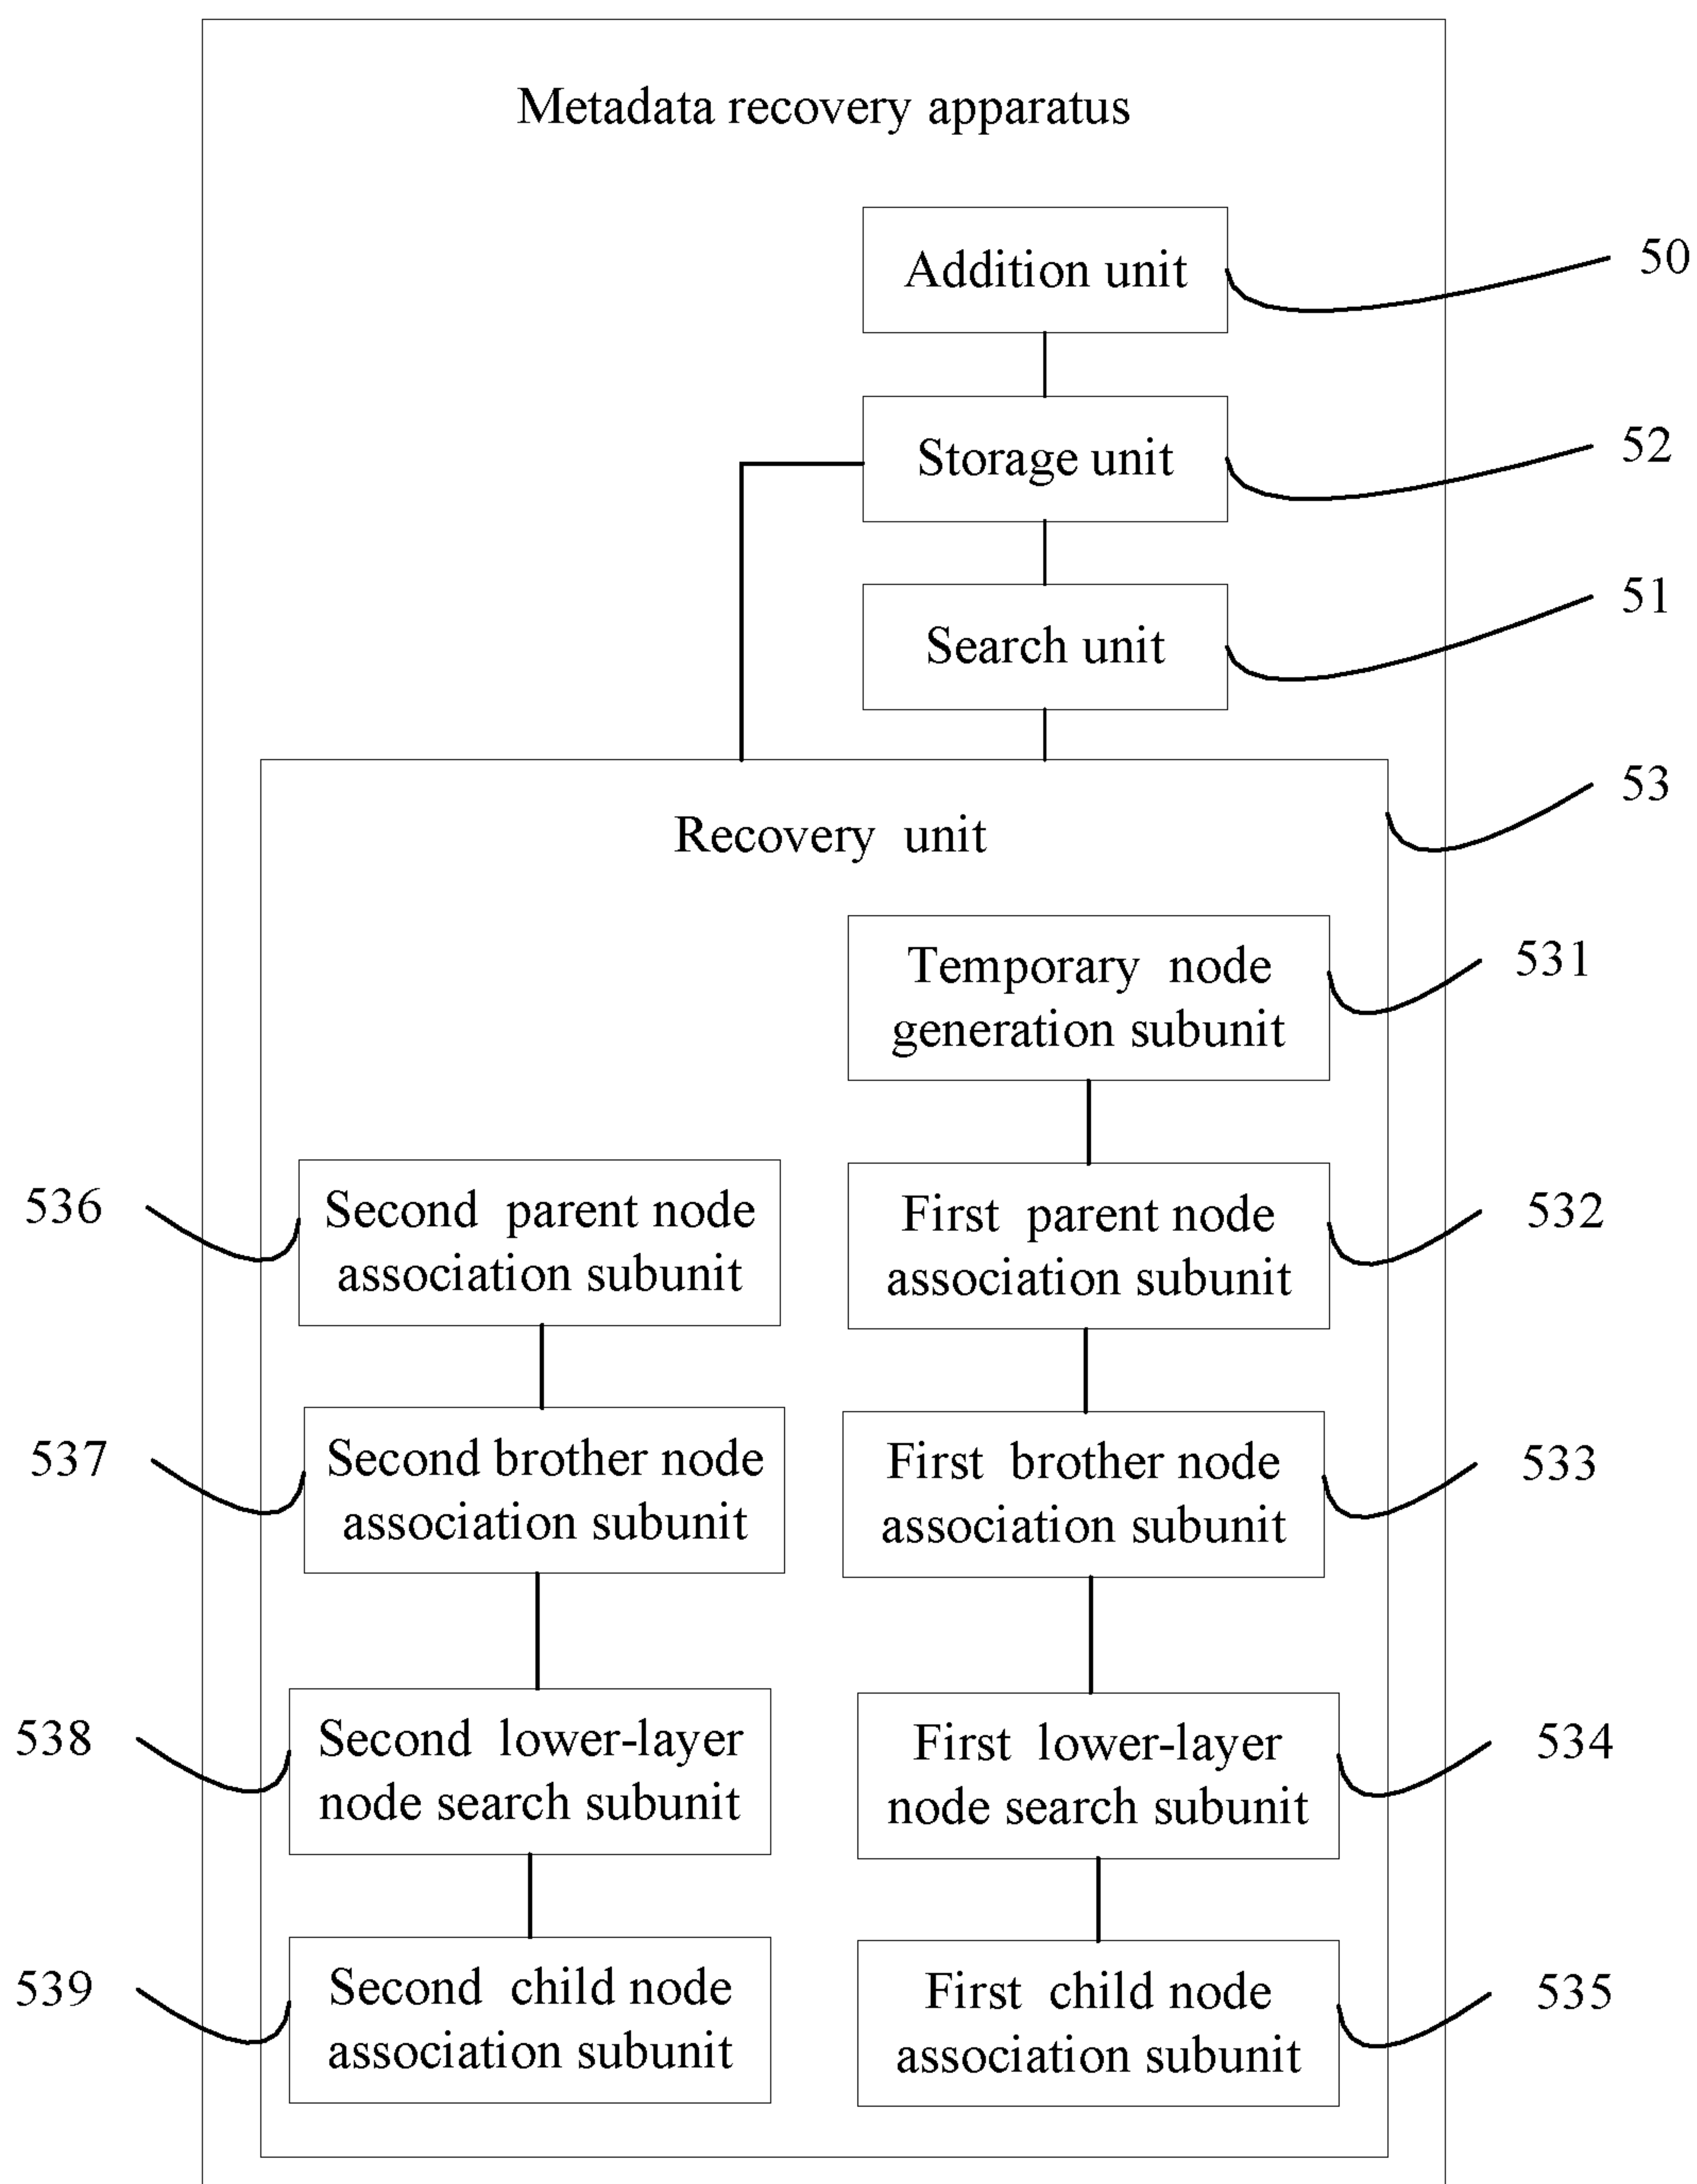 Metadata recovery apparatus
Addition unit
50
Storage unit
52
Search unit
51
53
Recovery unit
Temporary node
generation subunit
531
536
Second parent node
association subunit
First parent node
association subunit
532
537
Second brother node
association subunit
First brother node
association subunit
533
538
Second lower-layer
node search subunit
First lower-layer
node search subunit
534
539
Second child node
association subunit
First child node
association subunit
535